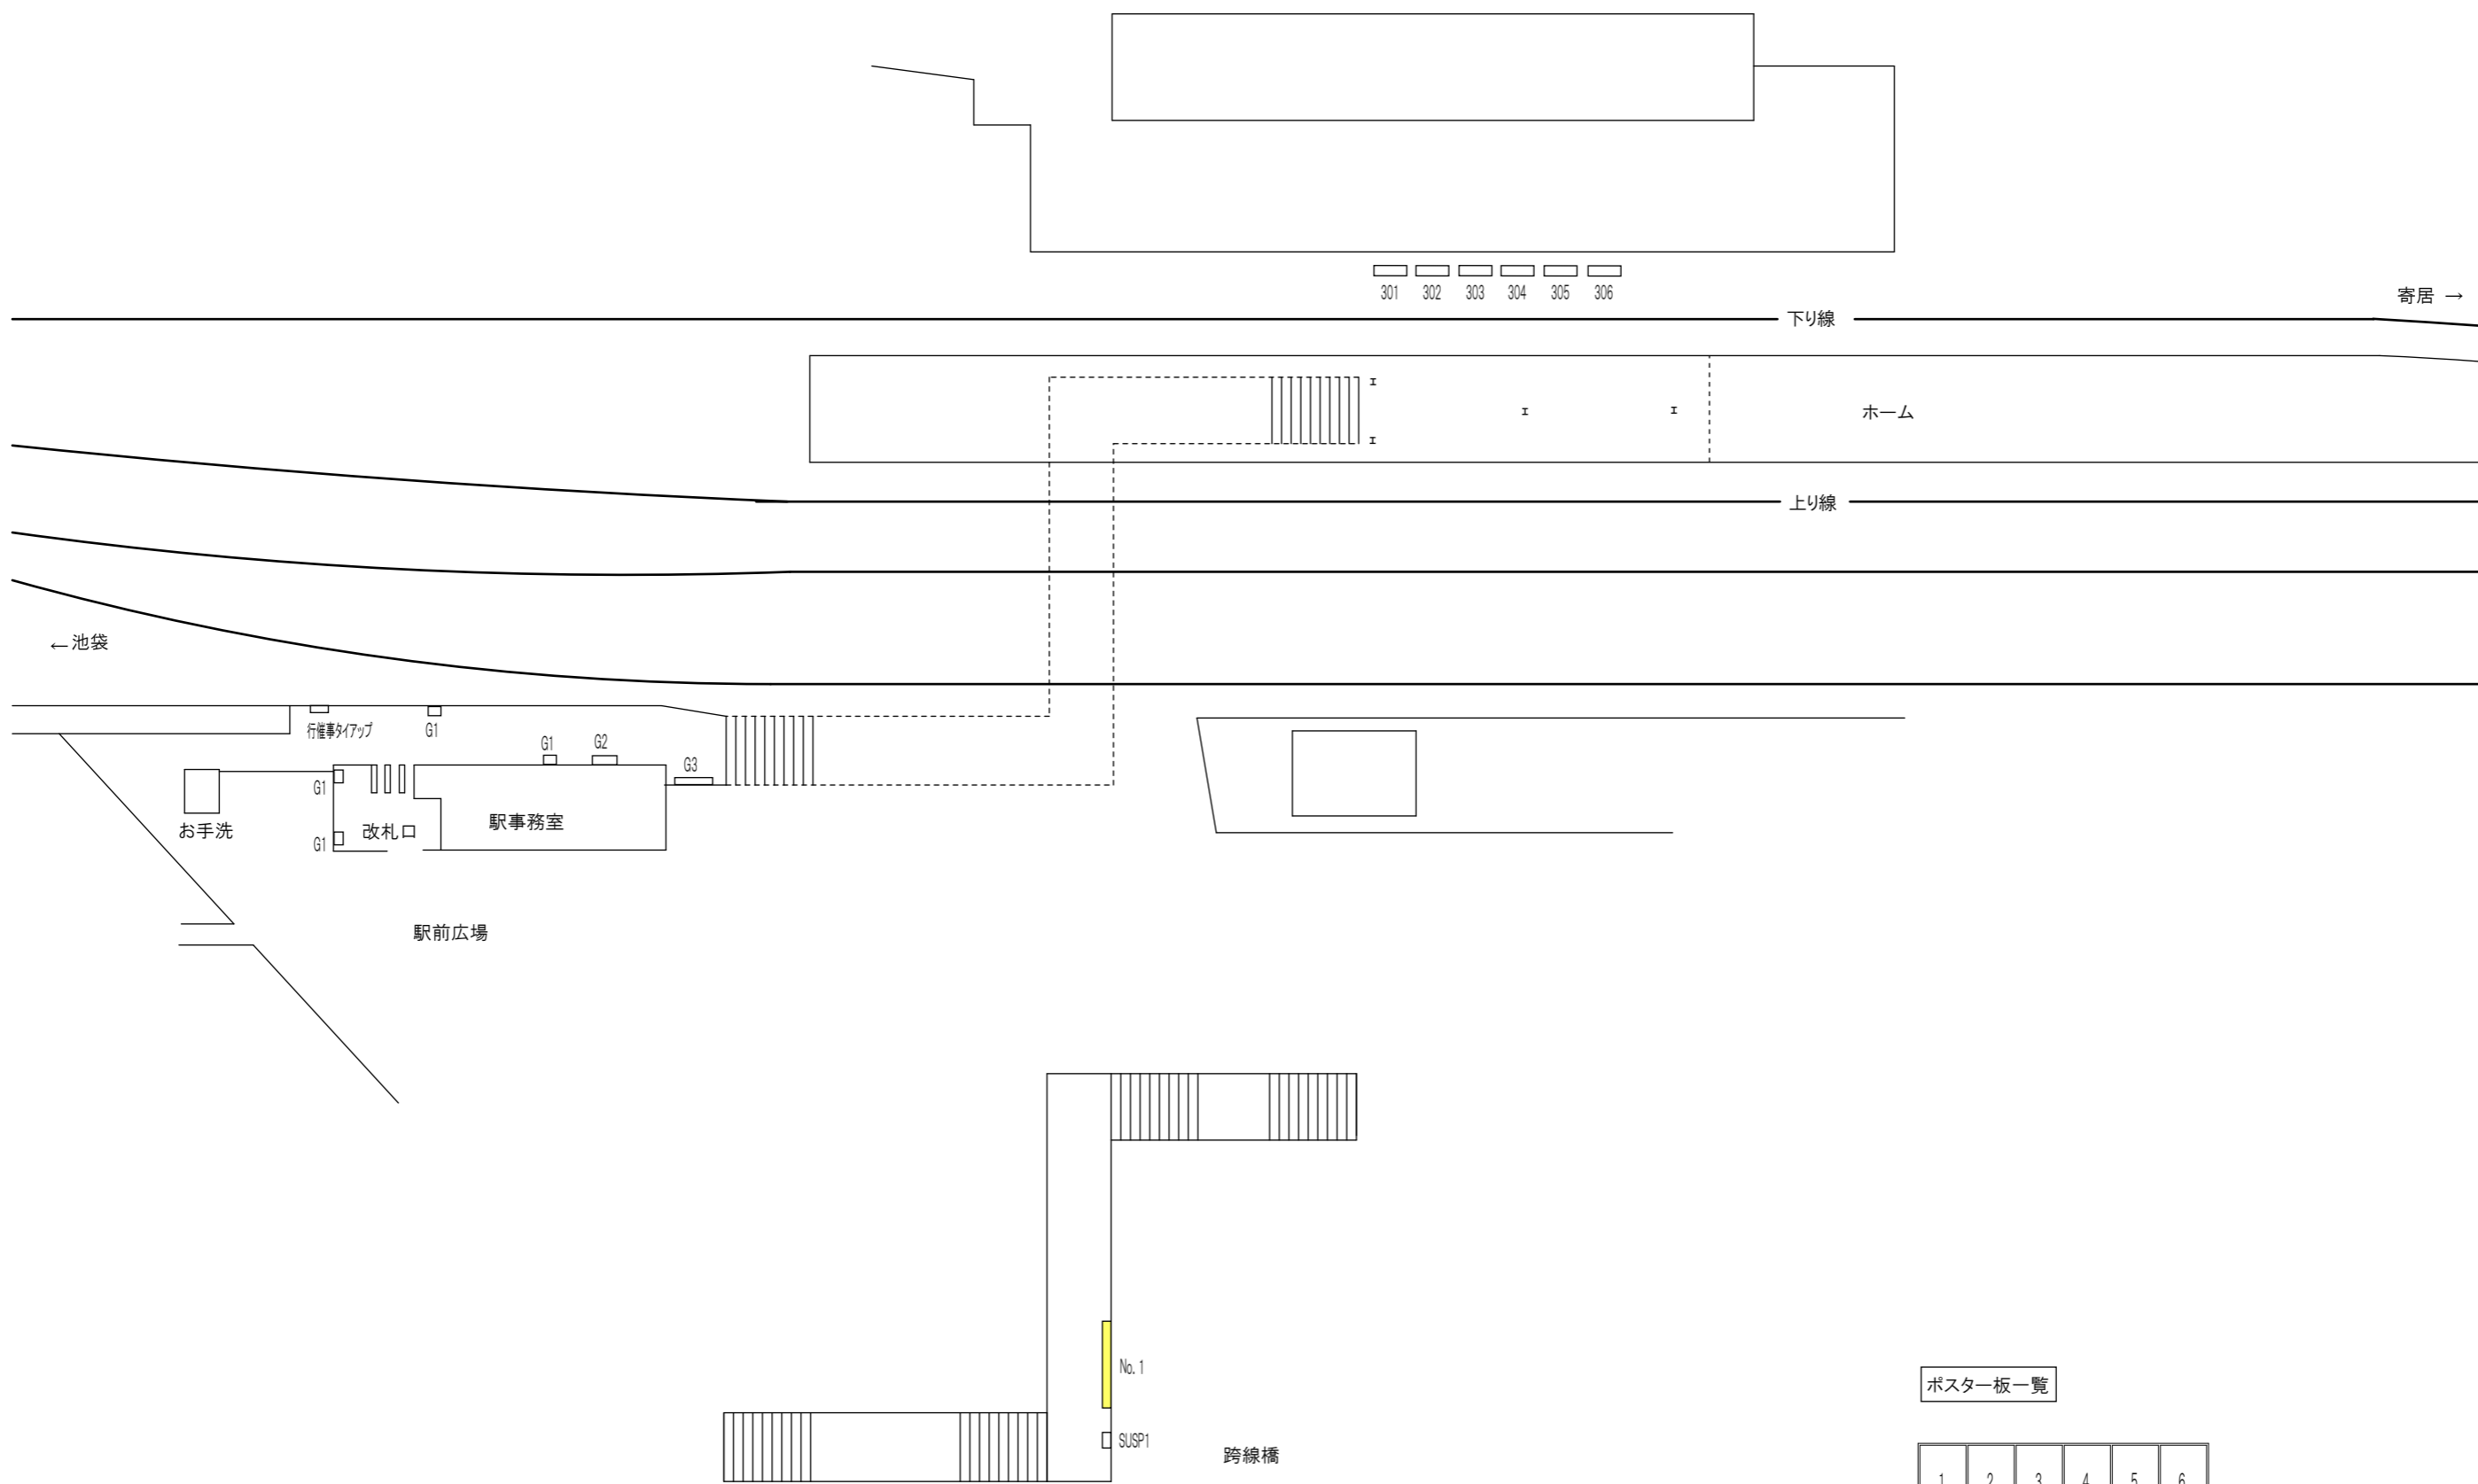 301 302 303 304 305 306
寄居 →
下り線
ホーム
上り線
←池袋
行催事タイアップ
G1
G1
G2
G3
G1
お手洗
改札口
駅事務室
G1
駅前広場
No. 1
ポスター板一覧
SUSP1
跨線橋
1 2 3 4 5 6